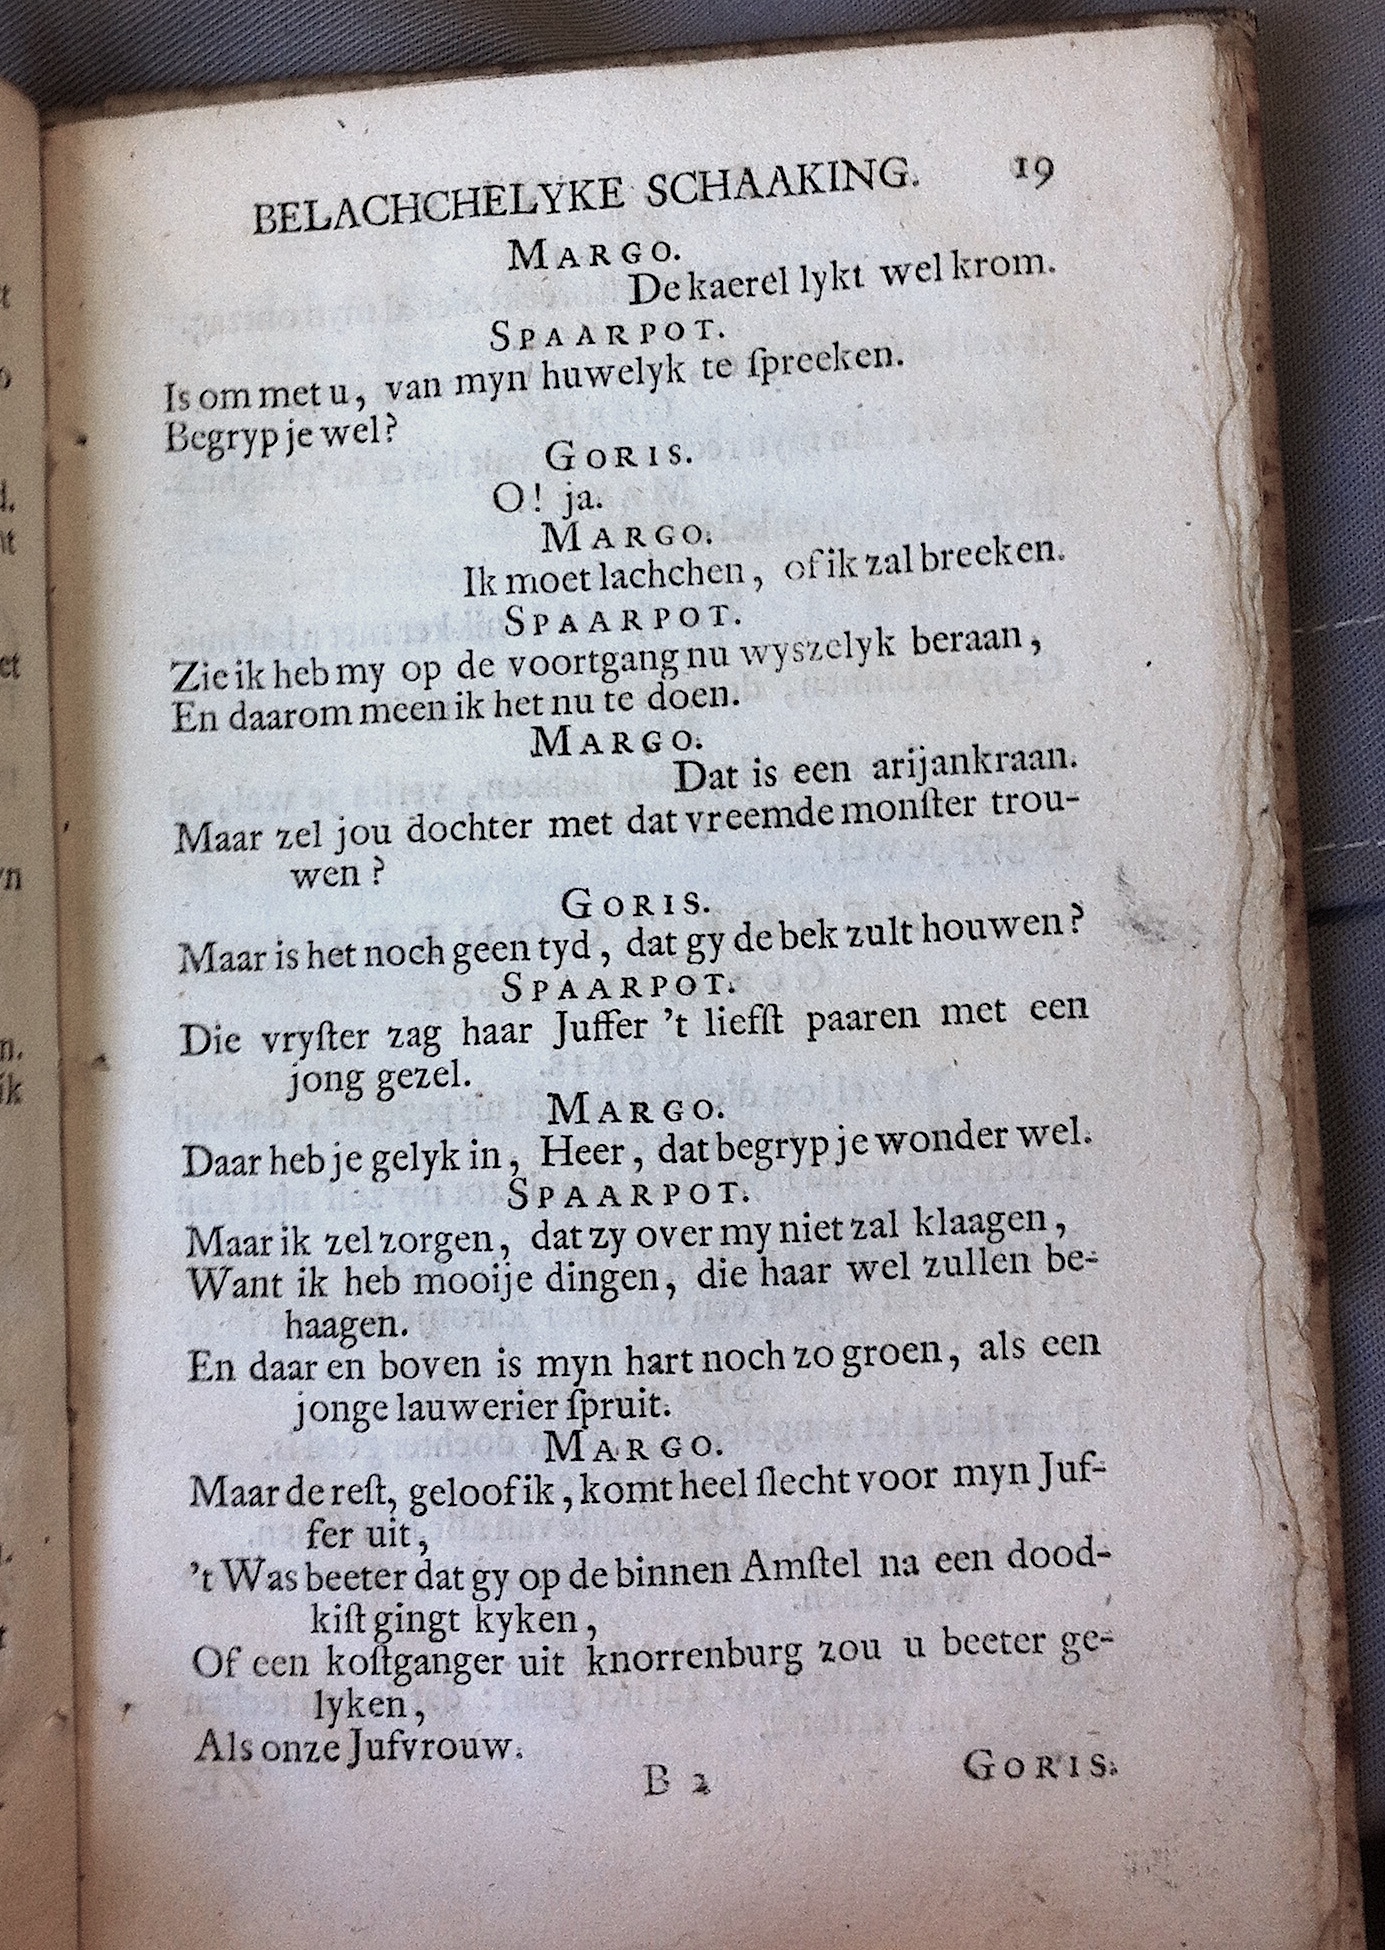 BELACHCHELYKE SCHAAKING. 19
MARGO.
De kaerel lykt wel krom.
SPAARPOT.
Is om met u, van myn huwelyk te ſpreeken.
Begryp je wel?
GORIS.
O! ja.
MARGO.
Ik moet lachchen, of ik zal breeken.
SPAARPOT.
Zie ik heb my op de voortgang nu wyszelyk beraan,
En daarom meen ik het nu te doen.
MARGO.
Dat is een arijankraan.
Maar zel jou dochter met dat vreemde monſter trou-
wen?
GORIS.
Maar is het noch geen tyd, dat gy de bek zult houwen?
SPAARPOT.
Die vryſter zag haar Juffer 't liefſt paaren met een
jong gezel.
MARGO.
Daar heb je gelyk in, Heer, dat begryp je wonder wel.
SPAARPOT.
Maar ik zel zorgen, dat zy over my niet zal klaagen,
Want ik heb mooije dingen, die haar wel zullen be-
haagen.
En daar en boven is myn hart noch zo groen, als een
jonge lauwerier ſpruit.
MARGO.
Maar de reſt, geloof ik, komt heel ſlecht voor myn Juf-
fer uit,
't Was beeter dat gy op de binnen Amſtel na een dood-
kiſt gingt kyken,
Of een koſtganger uit knorrenburg zou u beeter ge-
lyken,
Als onze Jufvrouw.
B 2 GORIS.